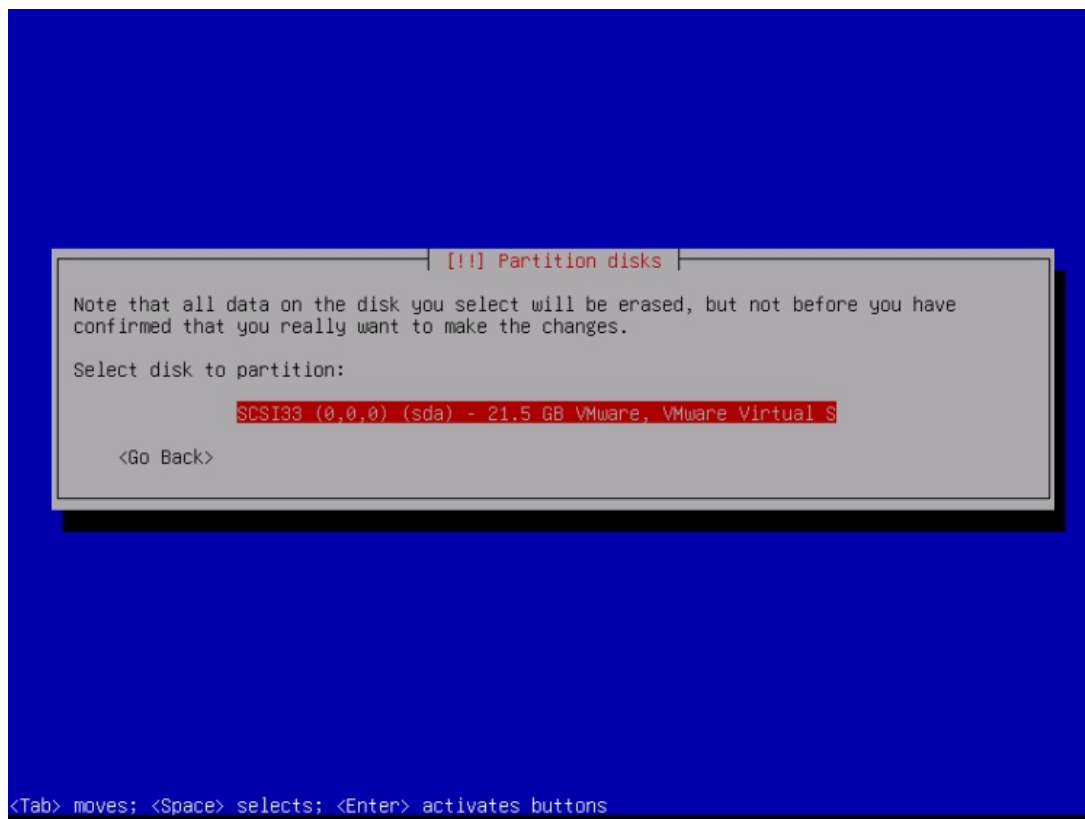 [!!] Partition disks
Note that all data on the disk you select will be erased, but not before you have
confirmed that you really want to make the changes.
Select disk to partition:
SCSI33 (0,0,0) (sda) - 21.5 GB VMware, VMware Virtual S
<Go Back>
<Tab> moves; <Space> selects; <Enter> activates buttons